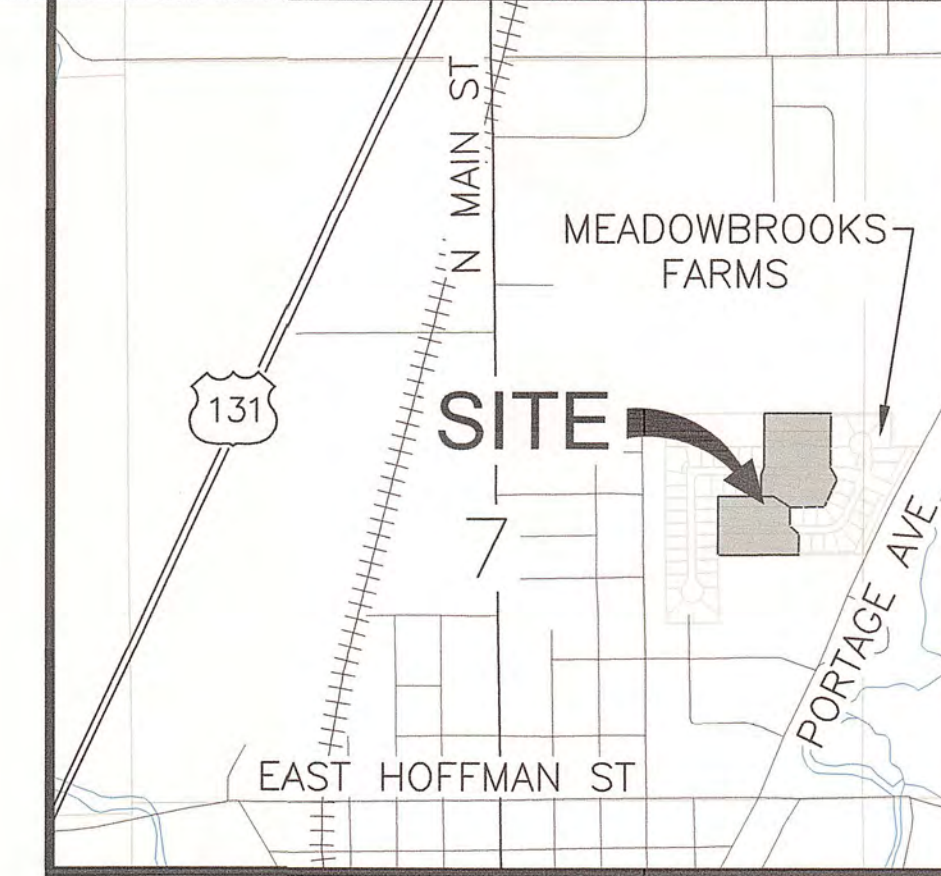 N MAIN ST
MEADOWBROOKS
FARMS
131
SITE
7
PORTAGE AVE.
EAST HOFFMAN ST